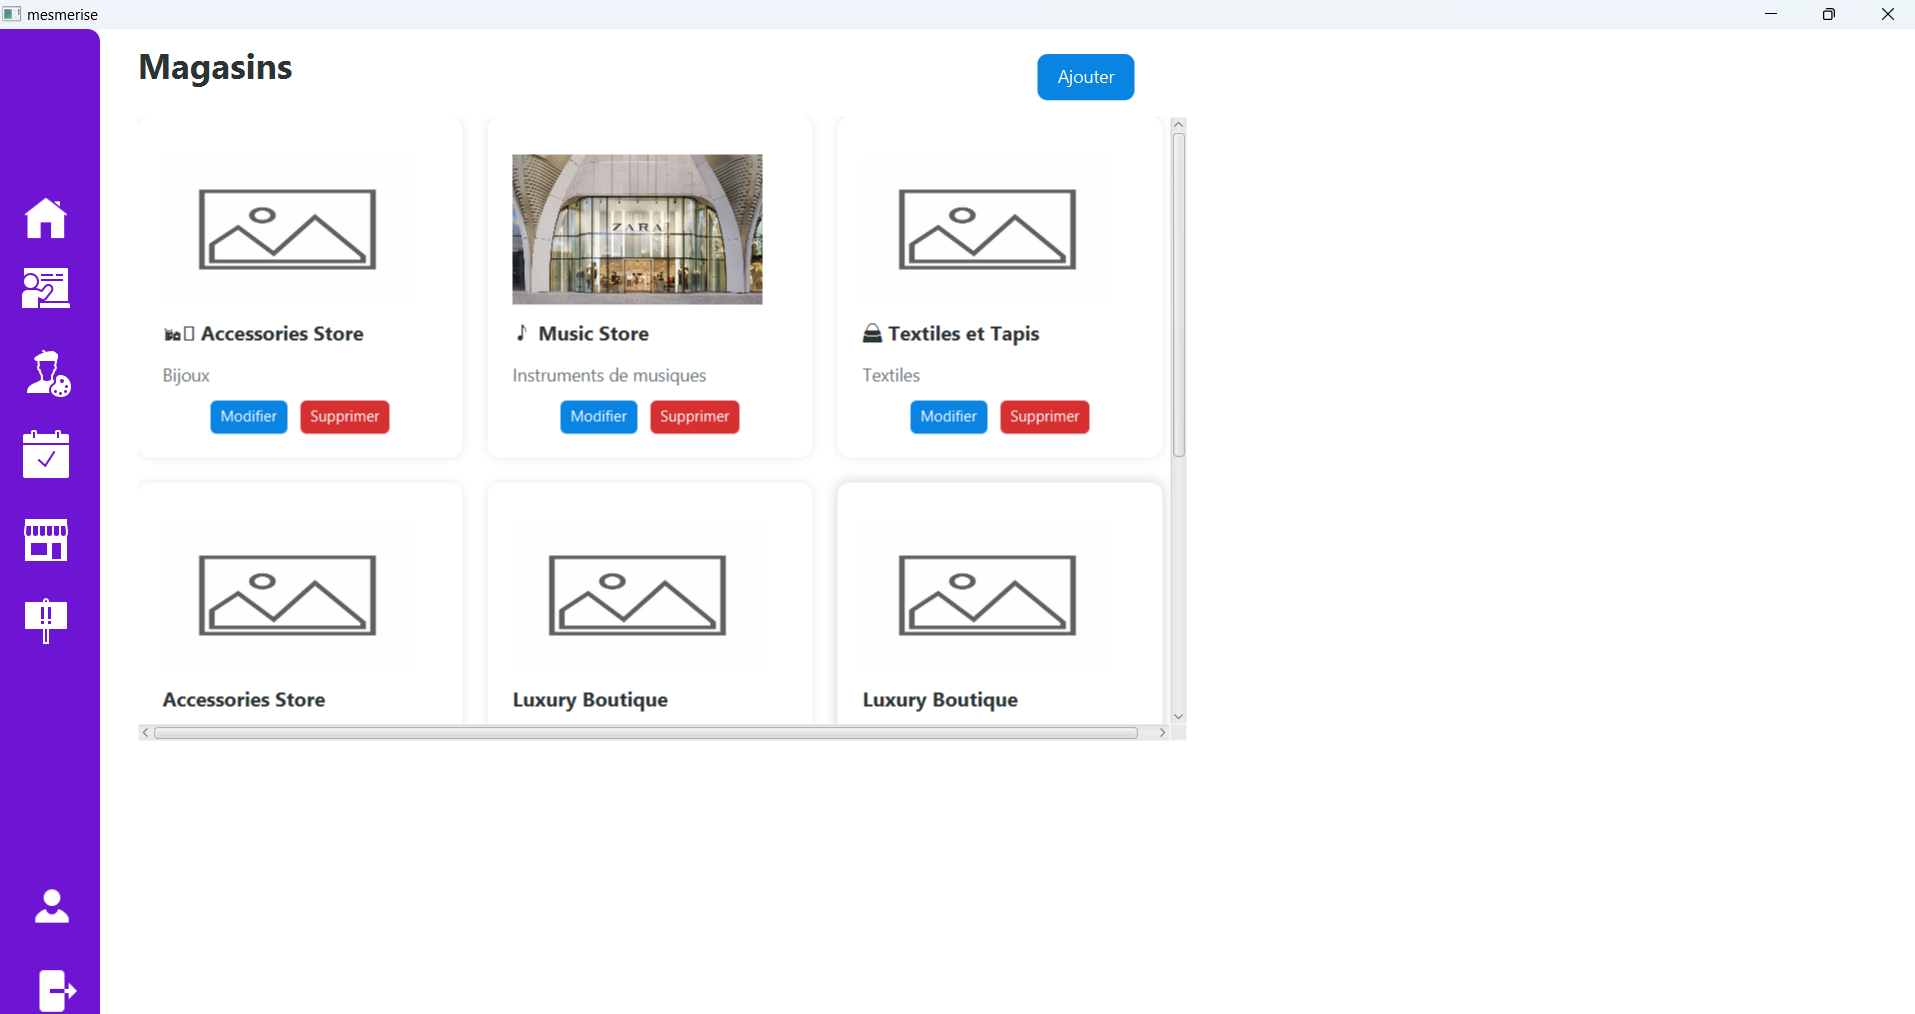 mesmerise
Magasins
Ajouter
ZARA
Accessories Store
Bijoux
Modifier Supprimer
♪ Music Store
Instruments de musiques
Modifier Supprimer
Textiles et Tapis
Textiles
Modifier Supprimer
Accessories Store
Luxury Boutique
Luxury Boutique